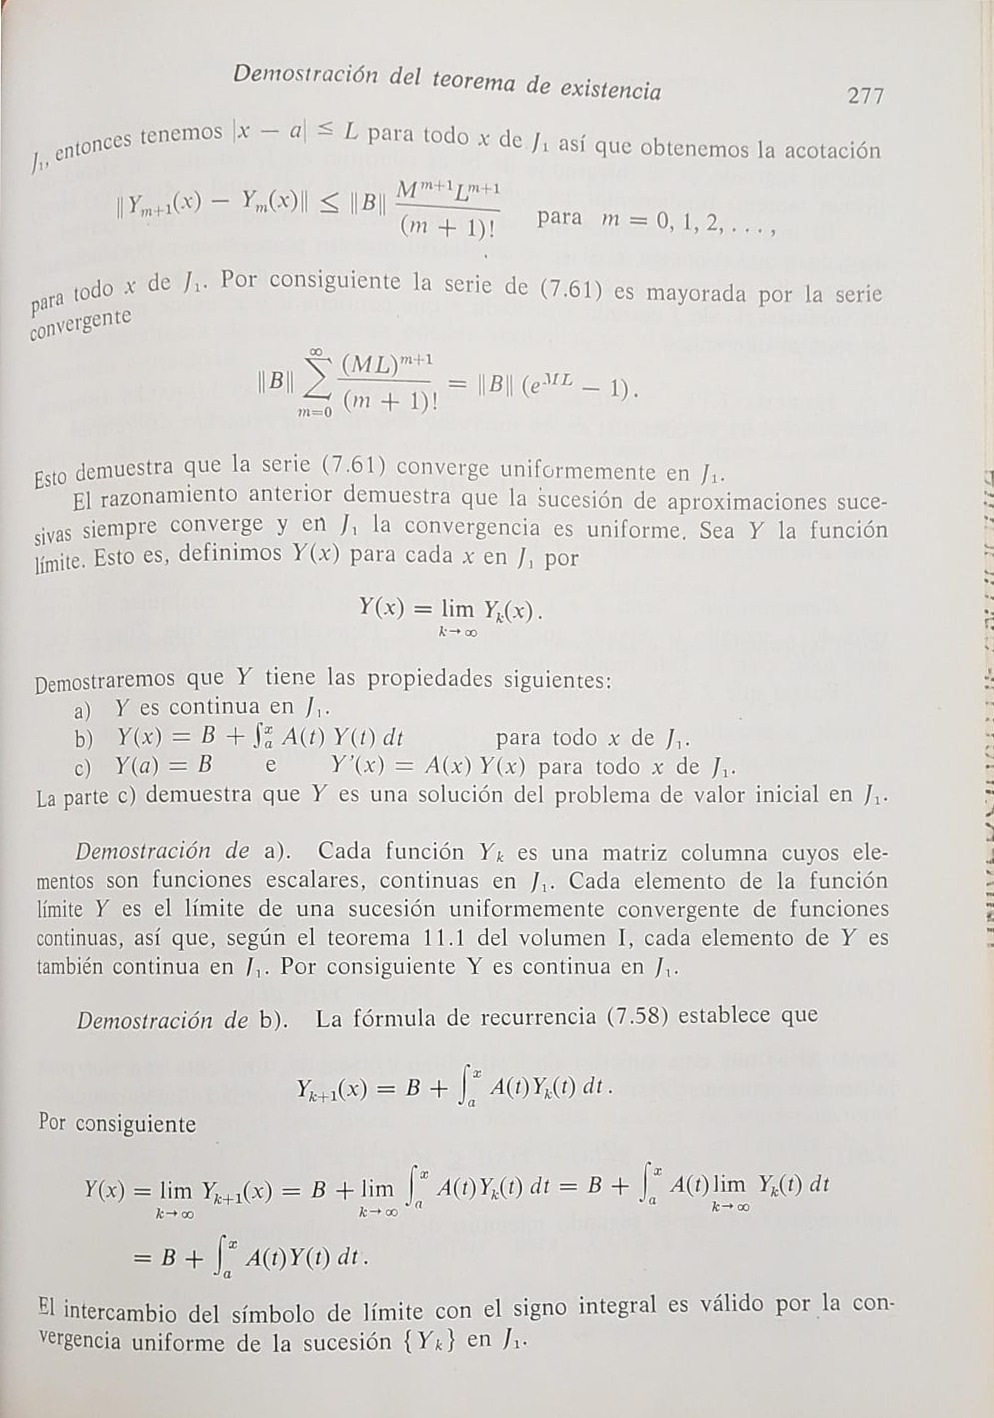 Demostración del teorema de existencia 277
J₁, entonces tenemos |x − a| ≤ L para todo x de J₁ así que obtenemos la acotación
‖Yₘ₊₁(x) − Yₘ(x)‖ ≤ ‖B‖ M^{m+1}L^{m+1} / (m + 1)! para m = 0, 1, 2, . . . ,
para todo x de J₁. Por consiguiente la serie de (7.61) es mayorada por la serie
convergente
‖B‖ ∑_{m=0}^{∞} (ML)^{m+1} / (m + 1)! = ‖B‖ (e^{ML} − 1).
Esto demuestra que la serie (7.61) converge uniformemente en J₁.
El razonamiento anterior demuestra que la sucesión de aproximaciones suce-
sivas siempre converge y en J₁ la convergencia es uniforme. Sea Y la función
límite. Esto es, definimos Y(x) para cada x en J₁ por
Y(x) = lim_{k→∞} Y_k(x).
Demostraremos que Y tiene las propiedades siguientes:
a) Y es continua en J₁.
b) Y(x) = B + ∫_a^x A(t) Y(t) dt para todo x de J₁.
c) Y(a) = B e Y'(x) = A(x) Y(x) para todo x de J₁.
La parte c) demuestra que Y es una solución del problema de valor inicial en J₁.
Demostración de a). Cada función Y_k es una matriz columna cuyos ele-
mentos son funciones escalares, continuas en J₁. Cada elemento de la función
límite Y es el límite de una sucesión uniformemente convergente de funciones
continuas, así que, según el teorema 11.1 del volumen I, cada elemento de Y es
también continua en J₁. Por consiguiente Y es continua en J₁.
Demostración de b). La fórmula de recurrencia (7.58) establece que
Y_{k+1}(x) = B + ∫_a^x A(t)Y_k(t) dt .
Por consiguiente
Y(x) = lim_{k→∞} Y_{k+1}(x) = B + lim_{k→∞} ∫_a^x A(t)Y_k(t) dt = B + ∫_a^x A(t) lim_{k→∞} Y_k(t) dt
= B + ∫_a^x A(t)Y(t) dt .
El intercambio del símbolo de límite con el signo integral es válido por la con-
vergencia uniforme de la sucesión {Y_k} en J₁.